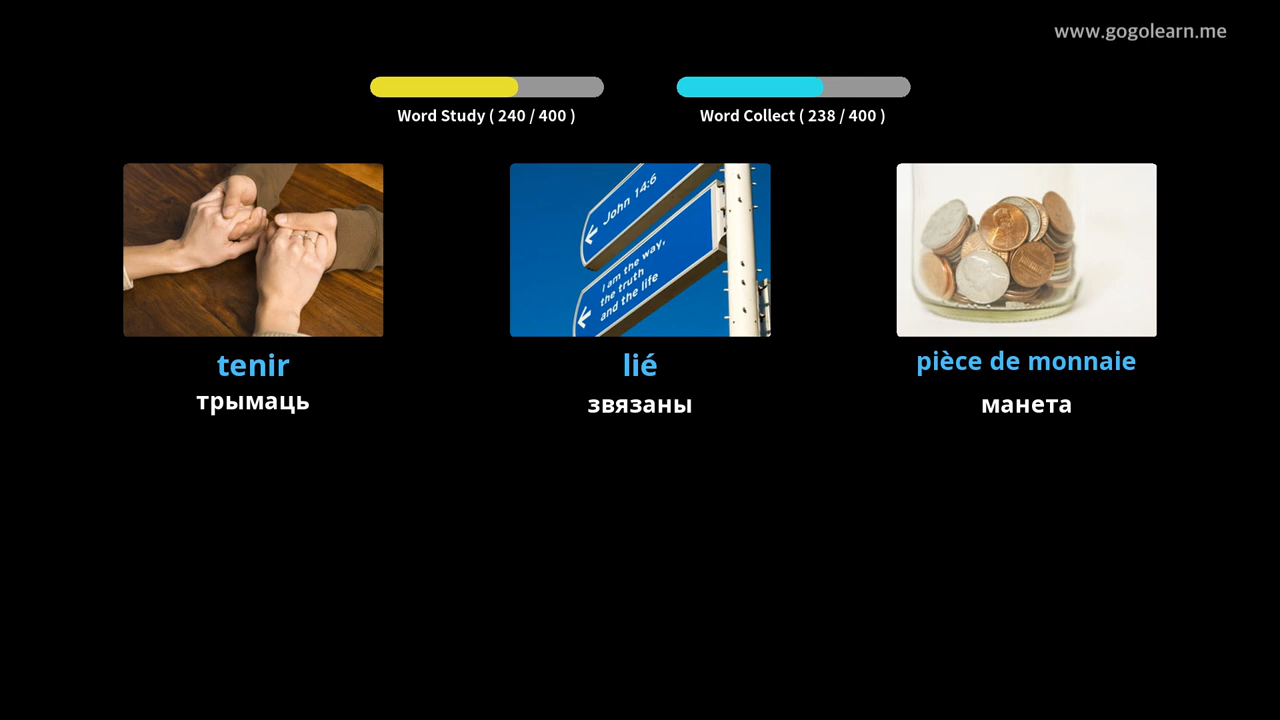 www.gogolearn.me
Word Study ( 240 / 400 )
Word Collect ( 238 / 400 )
John 14:6
I am the way,
the truth
and the life
tenir
трымаць
lié
звязаны
pièce de monnaie
манета